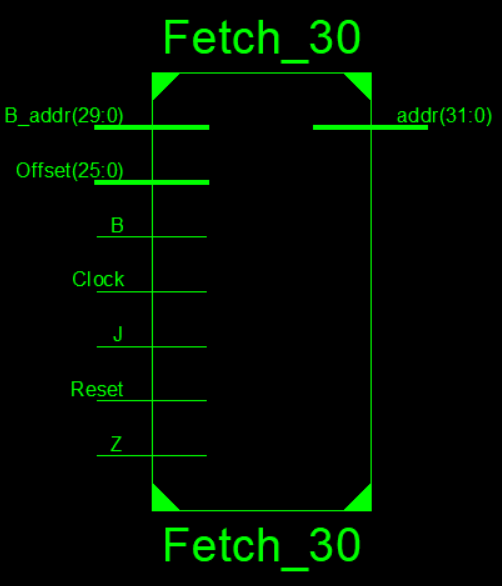 Fetch_30
B_addr(29:0)
addr(31:0)
Offset(25:0)
B
Clock
J
Reset
Z
Fetch_30